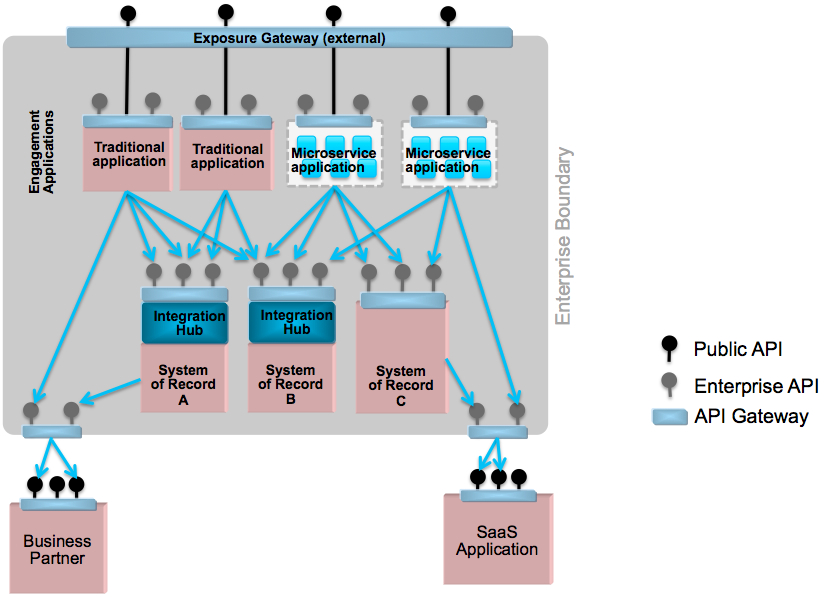 Exposure Gateway (external)
Engagement
Applications
Traditional
application
Traditional
application
Microservice
application
Microservice
application
Enterprise Boundary
Integration
Hub
Integration
Hub
System
of Record
A
System
of Record
B
System
of Record
C
Public API
Enterprise API
API Gateway
Business
Partner
SaaS
Application